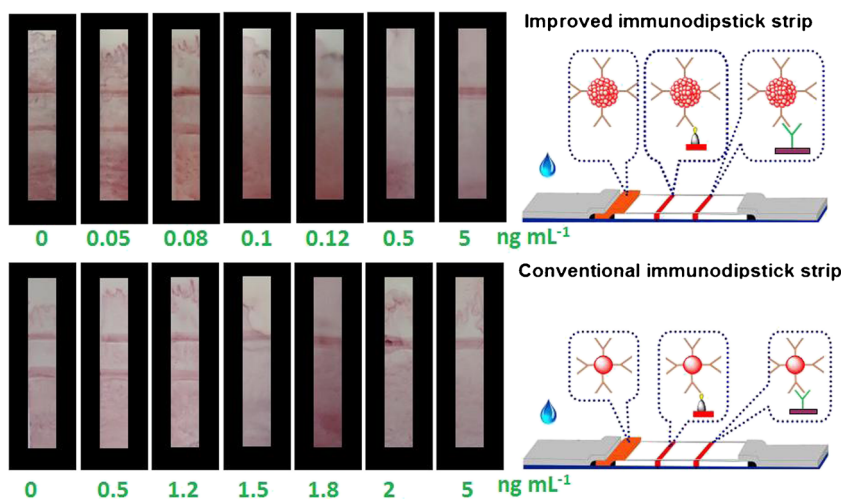 Improved immunodipstick strip
0 0.05 0.08 0.1 0.12 0.5 5 ng mL⁻¹
Conventional immunodipstick strip
0 0.5 1.2 1.5 1.8 2 5 ng mL⁻¹